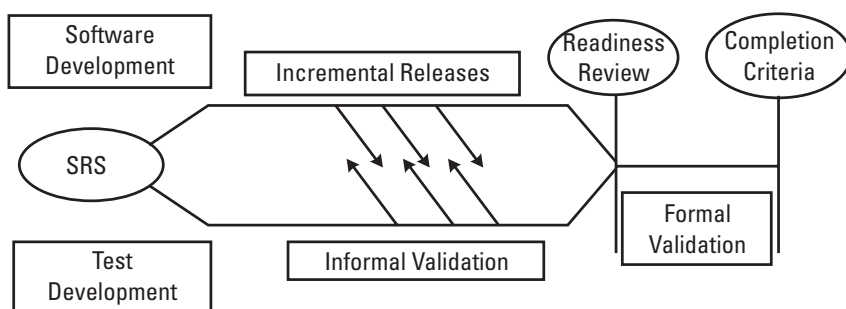 Software
Development
Incremental Releases
Readiness
Review
Completion
Criteria
SRS
Test
Development
Informal Validation
Formal
Validation